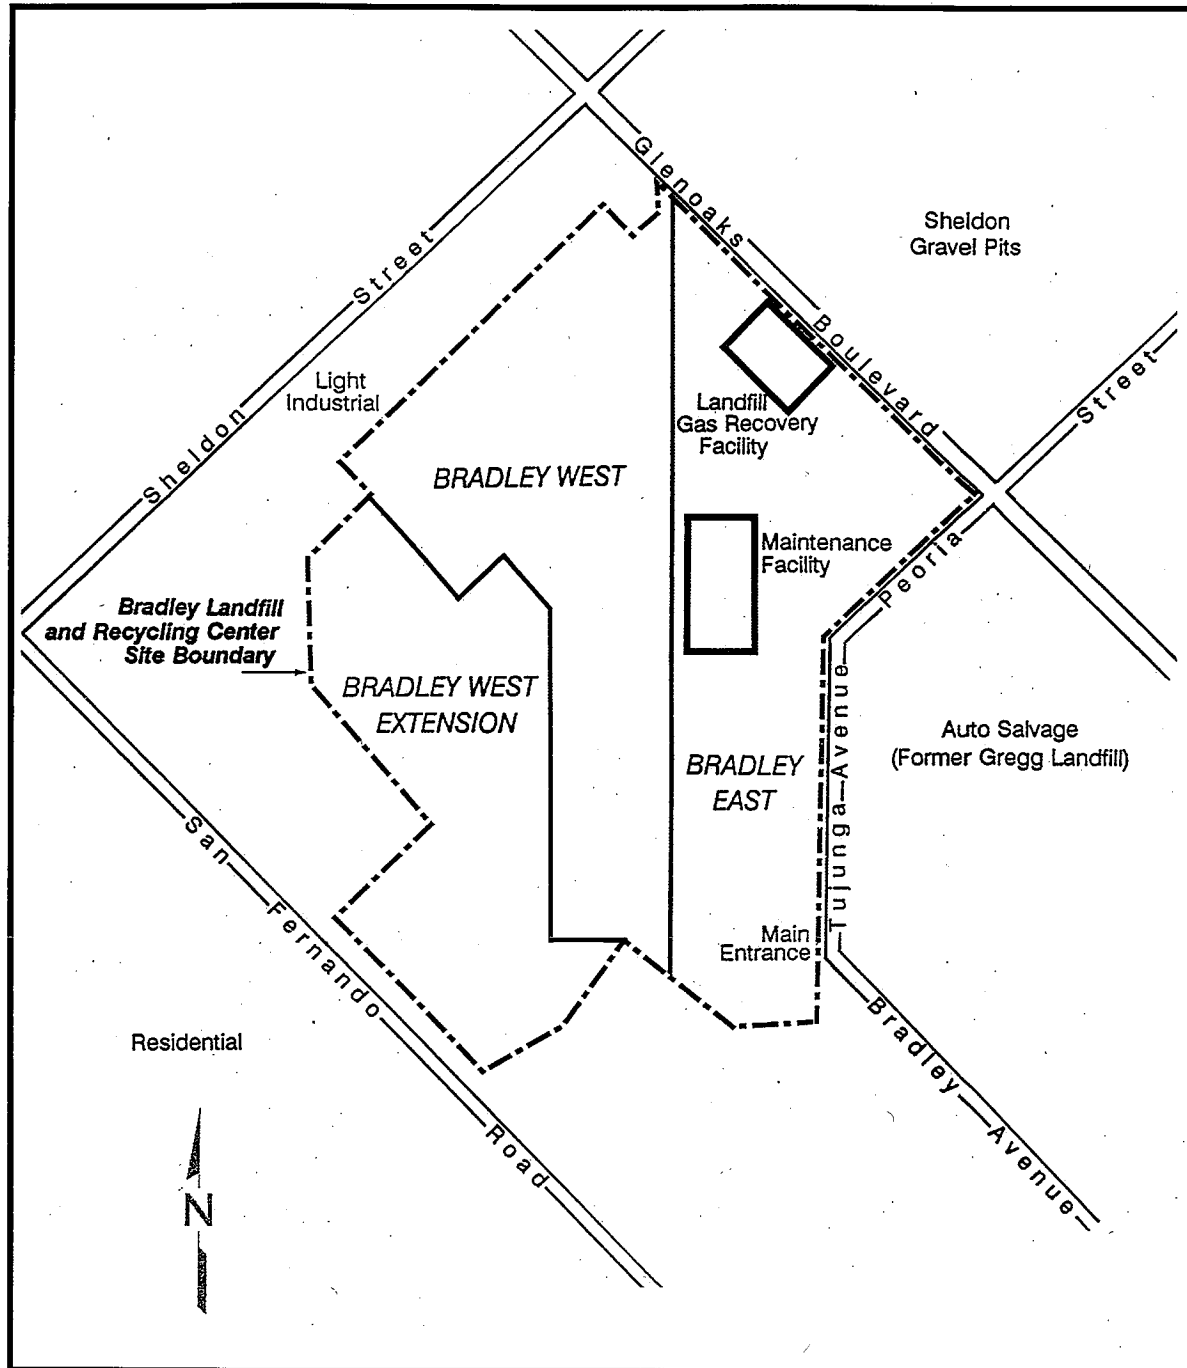 Glenoaks Boulevard
Sheldon
Gravel Pits
Sheldon Street
Light
Industrial
Landfill
Gas Recovery
Facility
Peoria Street
BRADLEY WEST
Maintenance
Facility
Bradley Landfill
and Recycling Center
Site Boundary
BRADLEY WEST
EXTENSION
Tujunga Avenue
Auto Salvage
(Former Gregg Landfill)
BRADLEY
EAST
San Fernando Road
Main
Entrance
Bradley Avenue
Residential
N